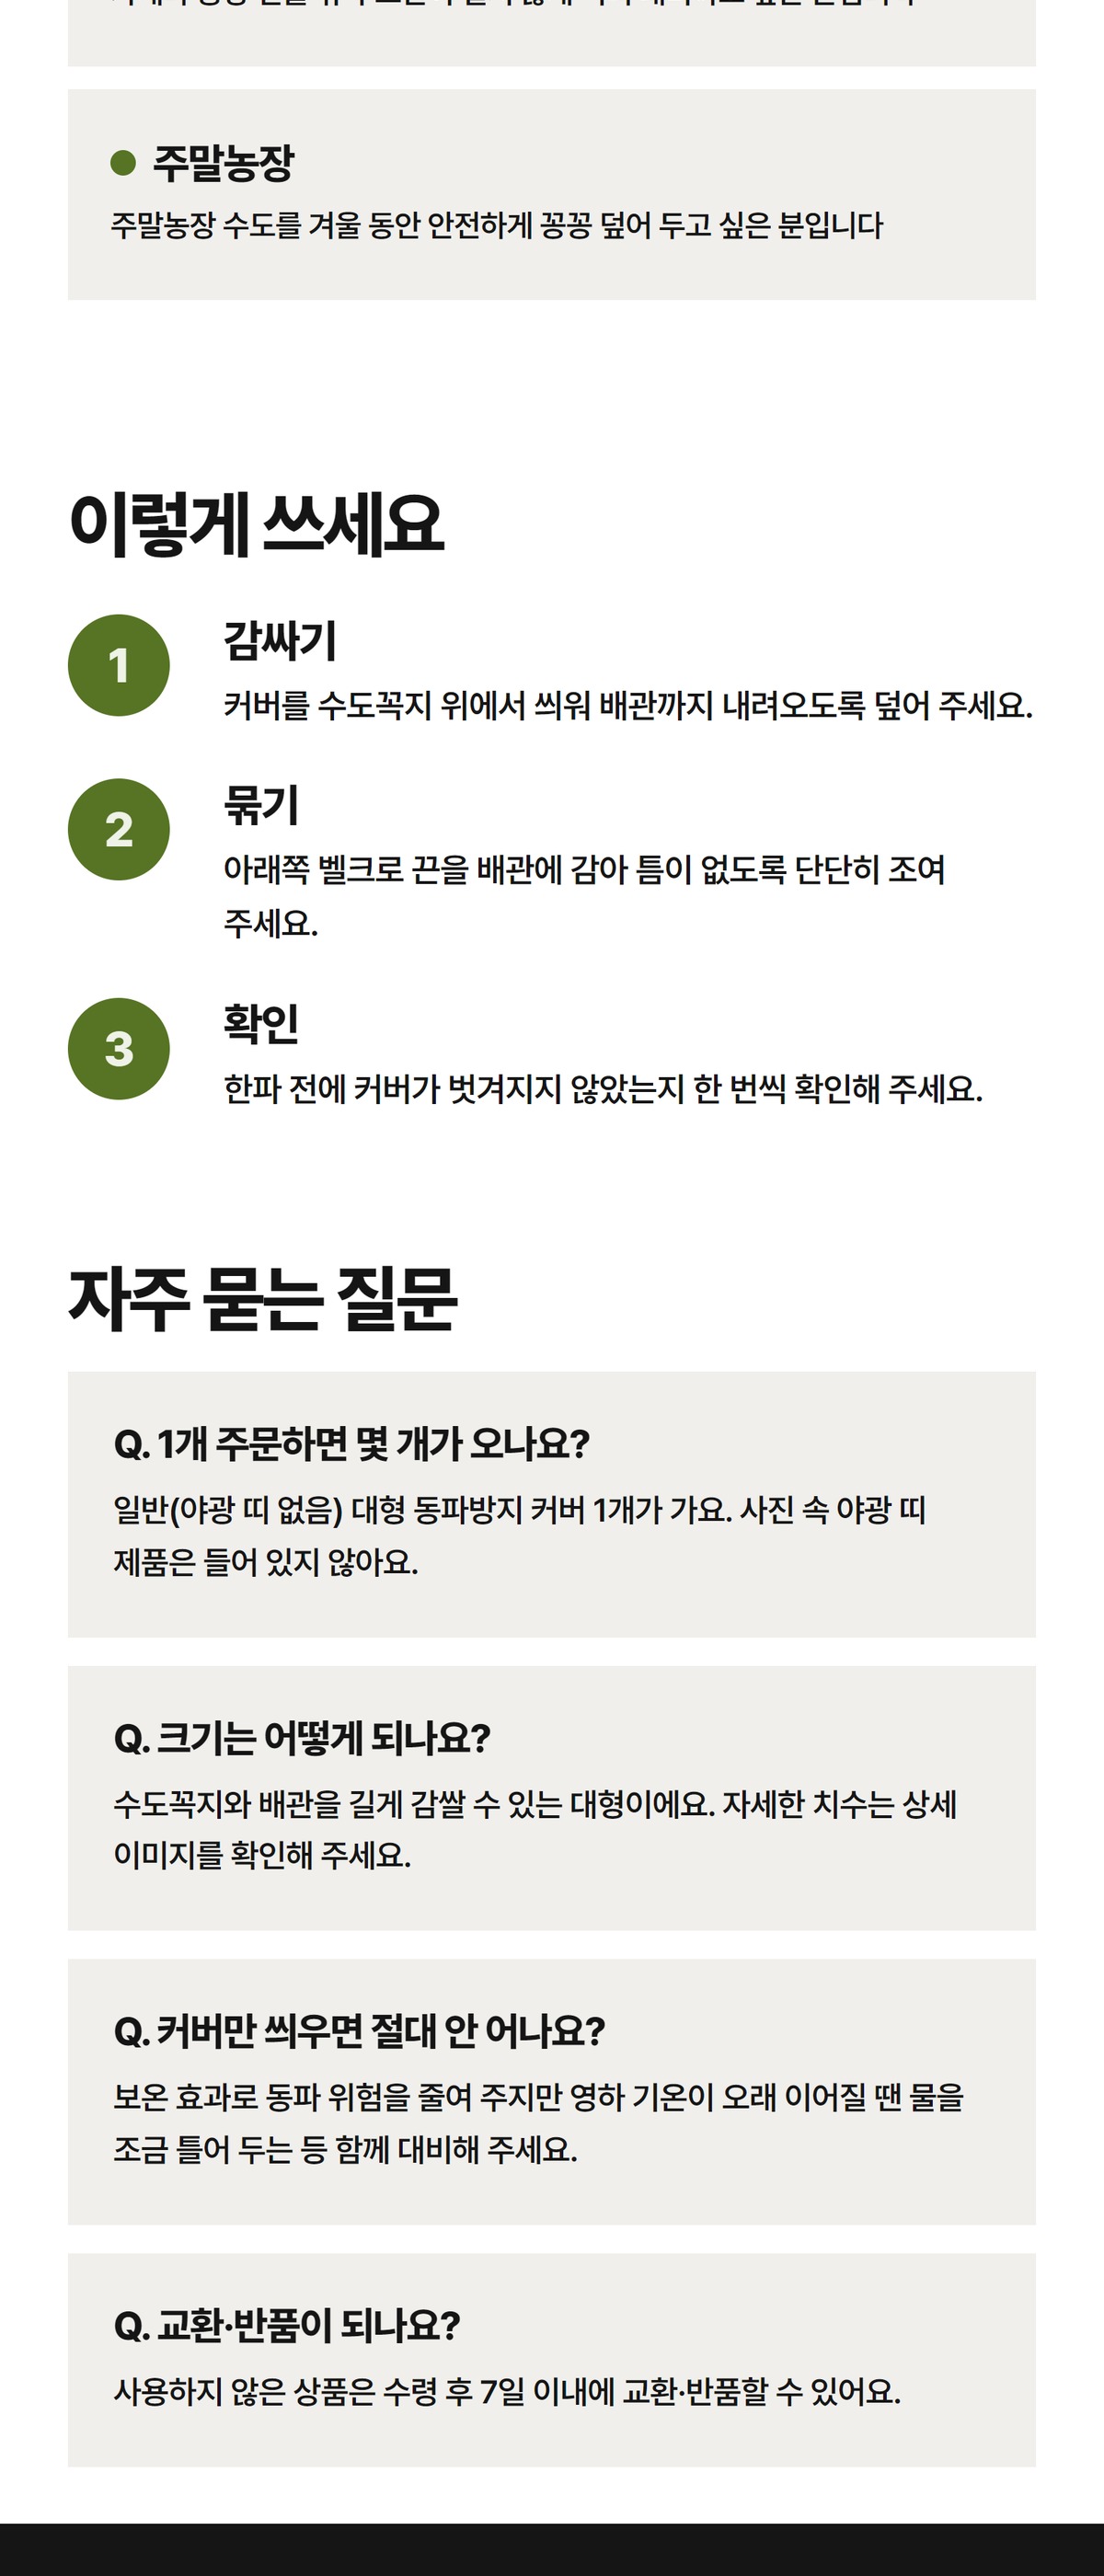 주말농장
주말농장 수도를 겨울 동안 안전하게 꽁꽁 덮어 두고 싶은 분입니다
이렇게 쓰세요
1
감싸기
커버를 수도꼭지 위에서 씌워 배관까지 내려오도록 덮어 주세요.
2
묶기
아래쪽 벨크로 끈을 배관에 감아 틈이 없도록 단단히 조여
주세요.
3
확인
한파 전에 커버가 벗겨지지 않았는지 한 번씩 확인해 주세요.
자주 묻는 질문
Q. 1개 주문하면 몇 개가 오나요?
일반(야광 띠 없음) 대형 동파방지 커버 1개가 가요. 사진 속 야광 띠
제품은 들어 있지 않아요.
Q. 크기는 어떻게 되나요?
수도꼭지와 배관을 길게 감쌀 수 있는 대형이에요. 자세한 치수는 상세
이미지를 확인해 주세요.
Q. 커버만 씌우면 절대 안 어나요?
보온 효과로 동파 위험을 줄여 주지만 영하 기온이 오래 이어질 땐 물을
조금 틀어 두는 등 함께 대비해 주세요.
Q. 교환·반품이 되나요?
사용하지 않은 상품은 수령 후 7일 이내에 교환·반품할 수 있어요.